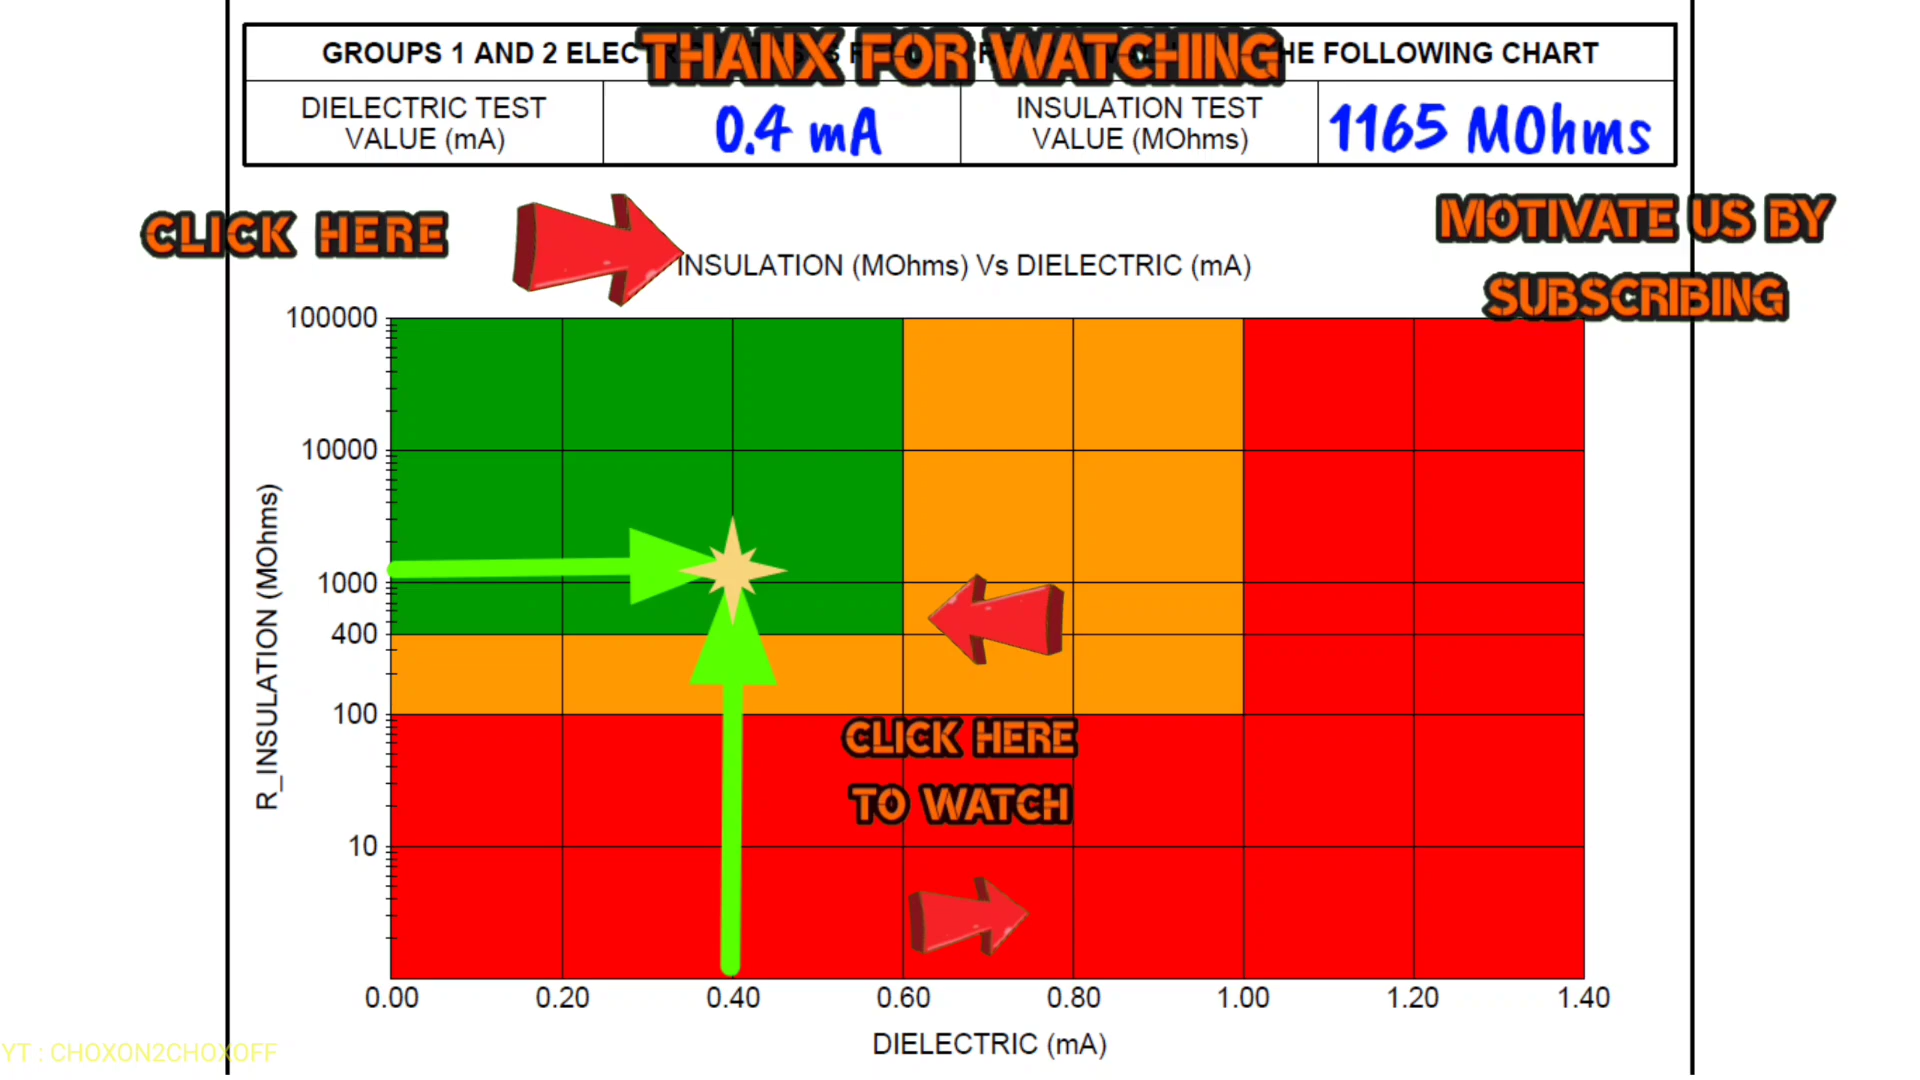 GROUPS 1 AND 2 ELECT
THANX FOR WATCHING
HE FOLLOWING CHART
DIELECTRIC TEST
VALUE (mA)
0.4 mA
INSULATION TEST
VALUE (MOhms)
1165 MOhms
CLICK HERE
MOTIVATE US BY
SUBSCRIBING
INSULATION (MOhms) Vs DIELECTRIC (mA)
100000
10000
1000
400
100
10
R_INSULATION (MOhms)
CLICK HERE
TO WATCH
0.00 0.20 0.40 0.60 0.80 1.00 1.20 1.40
DIELECTRIC (mA)
YT : CHOXON2CHOXOFF